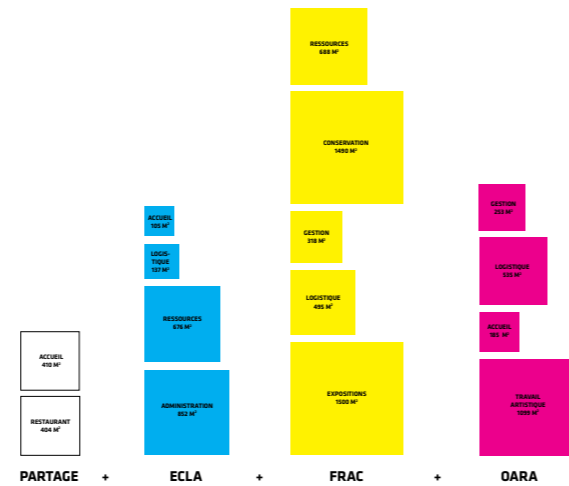 RESSOURCES
688 M²
CONSERVATION
1490 M²
GESTION
318 M²
LOGISTIQUE
495 M²
EXPOSITIONS
1500 M²
ACCUEIL
105 M²
LOGIS-
TIQUE
137 M²
RESSOURCES
676 M²
ADMINISTRATION
852 M²
GESTION
253 M²
LOGISTIQUE
535 M²
ACCUEIL
185 M²
TRAVAIL
ARTISTIQUE
M²
ACCUEIL
410 M²
RESTAURANT
404 M²
PARTAGE + ECLA + FRAC + OARA